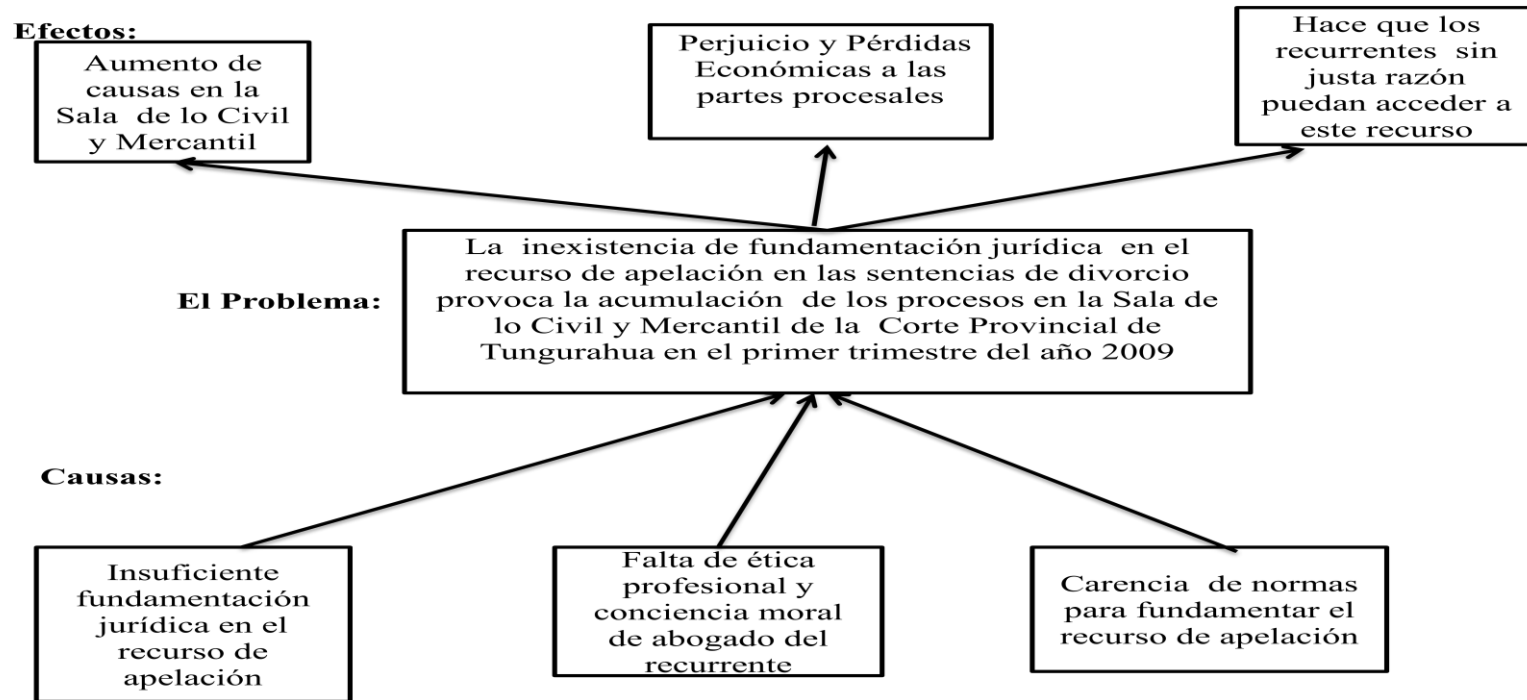 Efectos:
Aumento de
causas en la
Sala de lo Civil
y Mercantil
Perjuicio y Pérdidas
Económicas a las
partes procesales
Hace que los
recurrentes sin
justa razón
puedan acceder a
este recurso
El Problema:
La inexistencia de fundamentación jurídica en el
recurso de apelación en las sentencias de divorcio
provoca la acumulación de los procesos en la Sala de
lo Civil y Mercantil de la Corte Provincial de
Tungurahua en el primer trimestre del año 2009
Causas:
Insuficiente
fundamentación
jurídica en el
recurso de
apelación
Falta de ética
profesional y
conciencia moral
de abogado del
recurrente
Carencia de normas
para fundamentar el
recurso de apelación